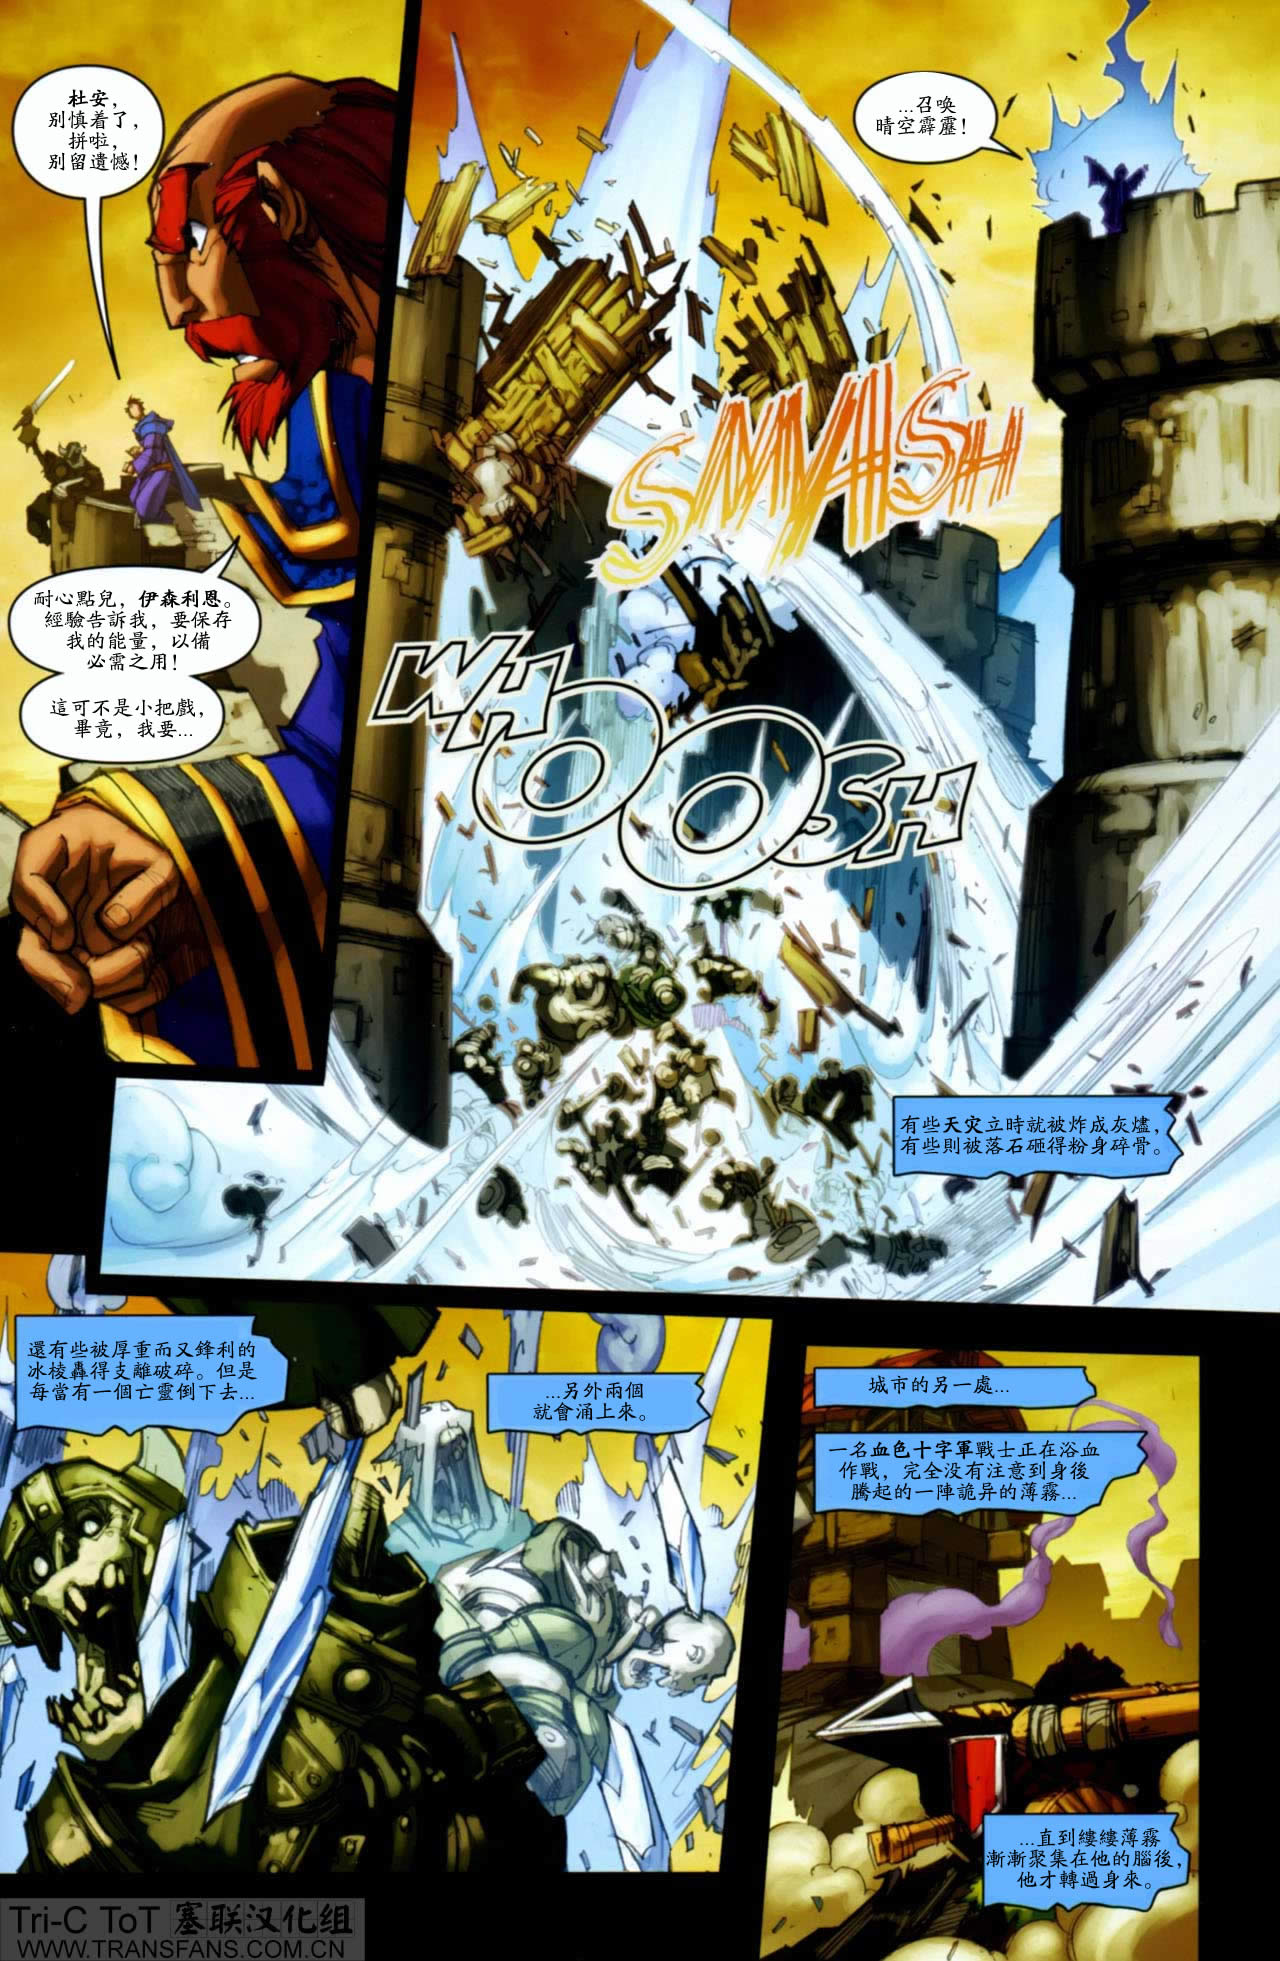 杜安，
别慎着了，
拼啦，
别留遺憾！
耐心點兒，伊森利恩。
經驗告訴我，要保存
我的能量，以備
必需之用！
這可不是小把戲，
畢竟，我要...
...召喚
晴空霹靂！
SMMASH
WHOOOSH
有些天灾立時就被炸成灰燼，
有些則被落石砸得粉身碎骨。
還有些被厚重而又鋒利的
冰棱轟得支離破碎。但是
每當有一個亡靈倒下去...
...另外兩個
就會涌上來。
城市的另一處...
一名血色十字軍戰士正在浴血
作戰，完全没有注意到身後
騰起的一陣詭异的薄霧...
...直到縷縷薄霧
漸漸聚集在他的腦後，
他才轉過身來。
Tri-C ToT 塞联汉化组
WWW.TRANSFANS.COM.CN